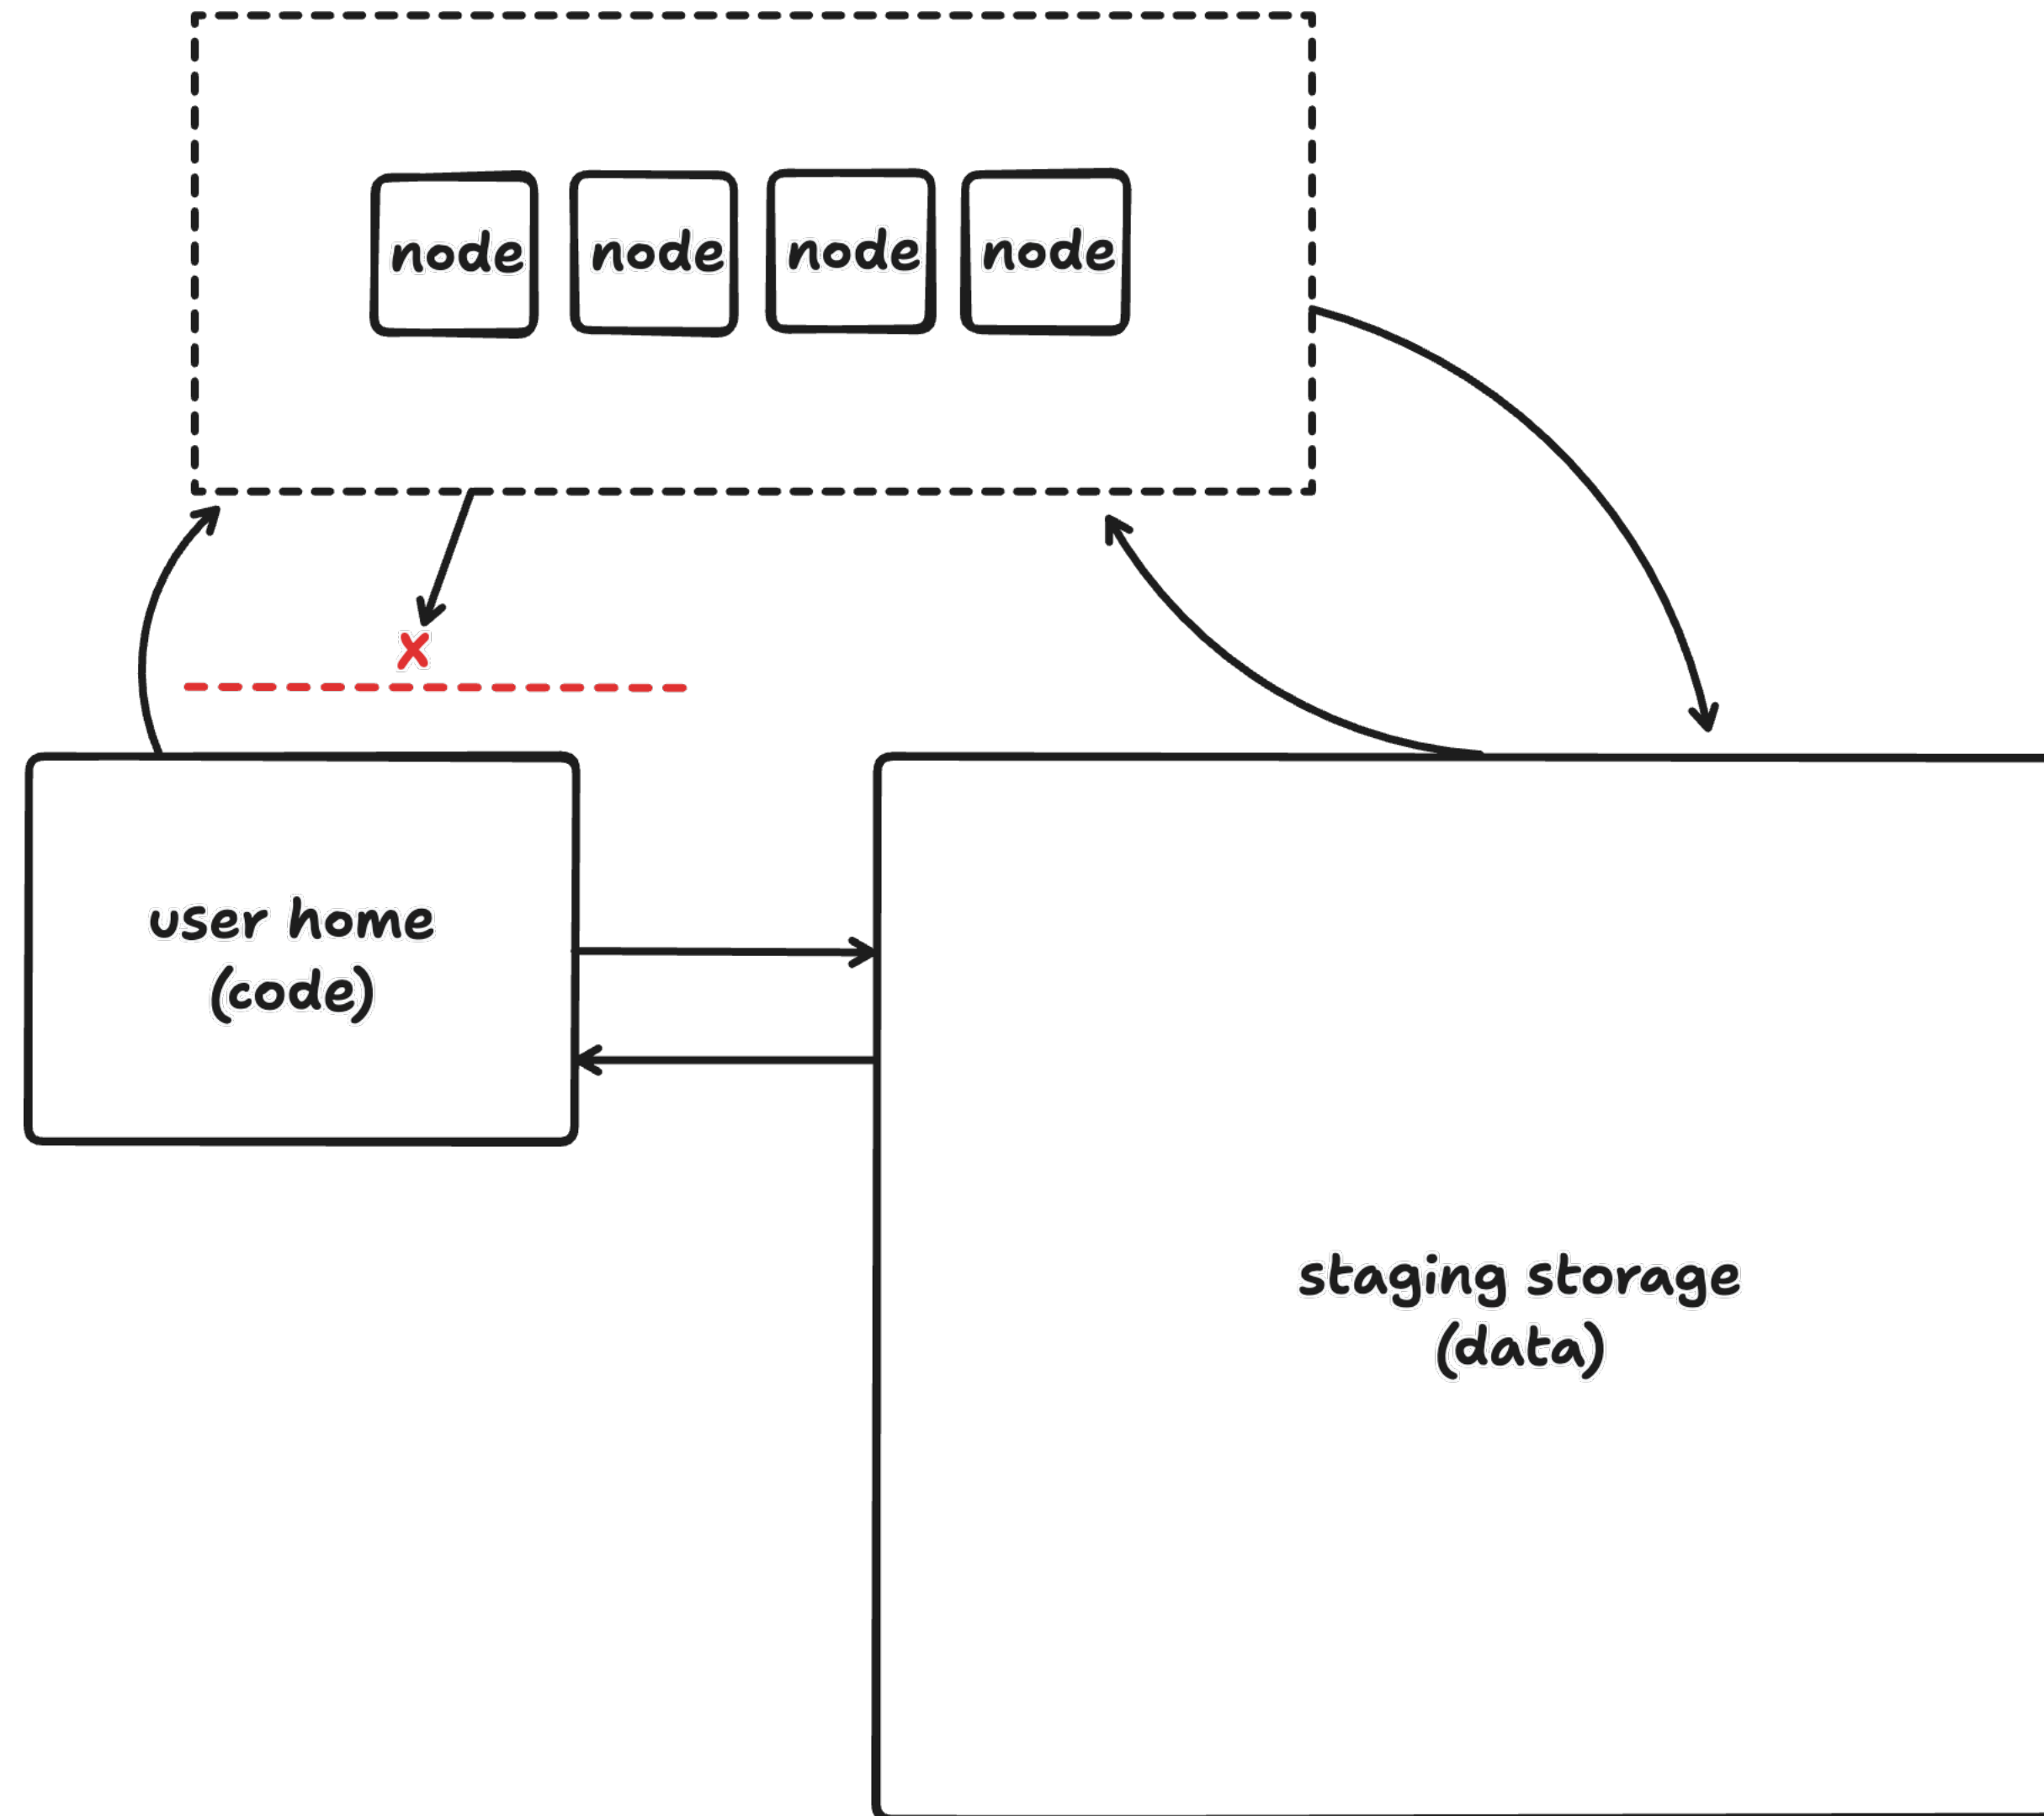 node node node node
x
user home
(code)
staging storage
(data)